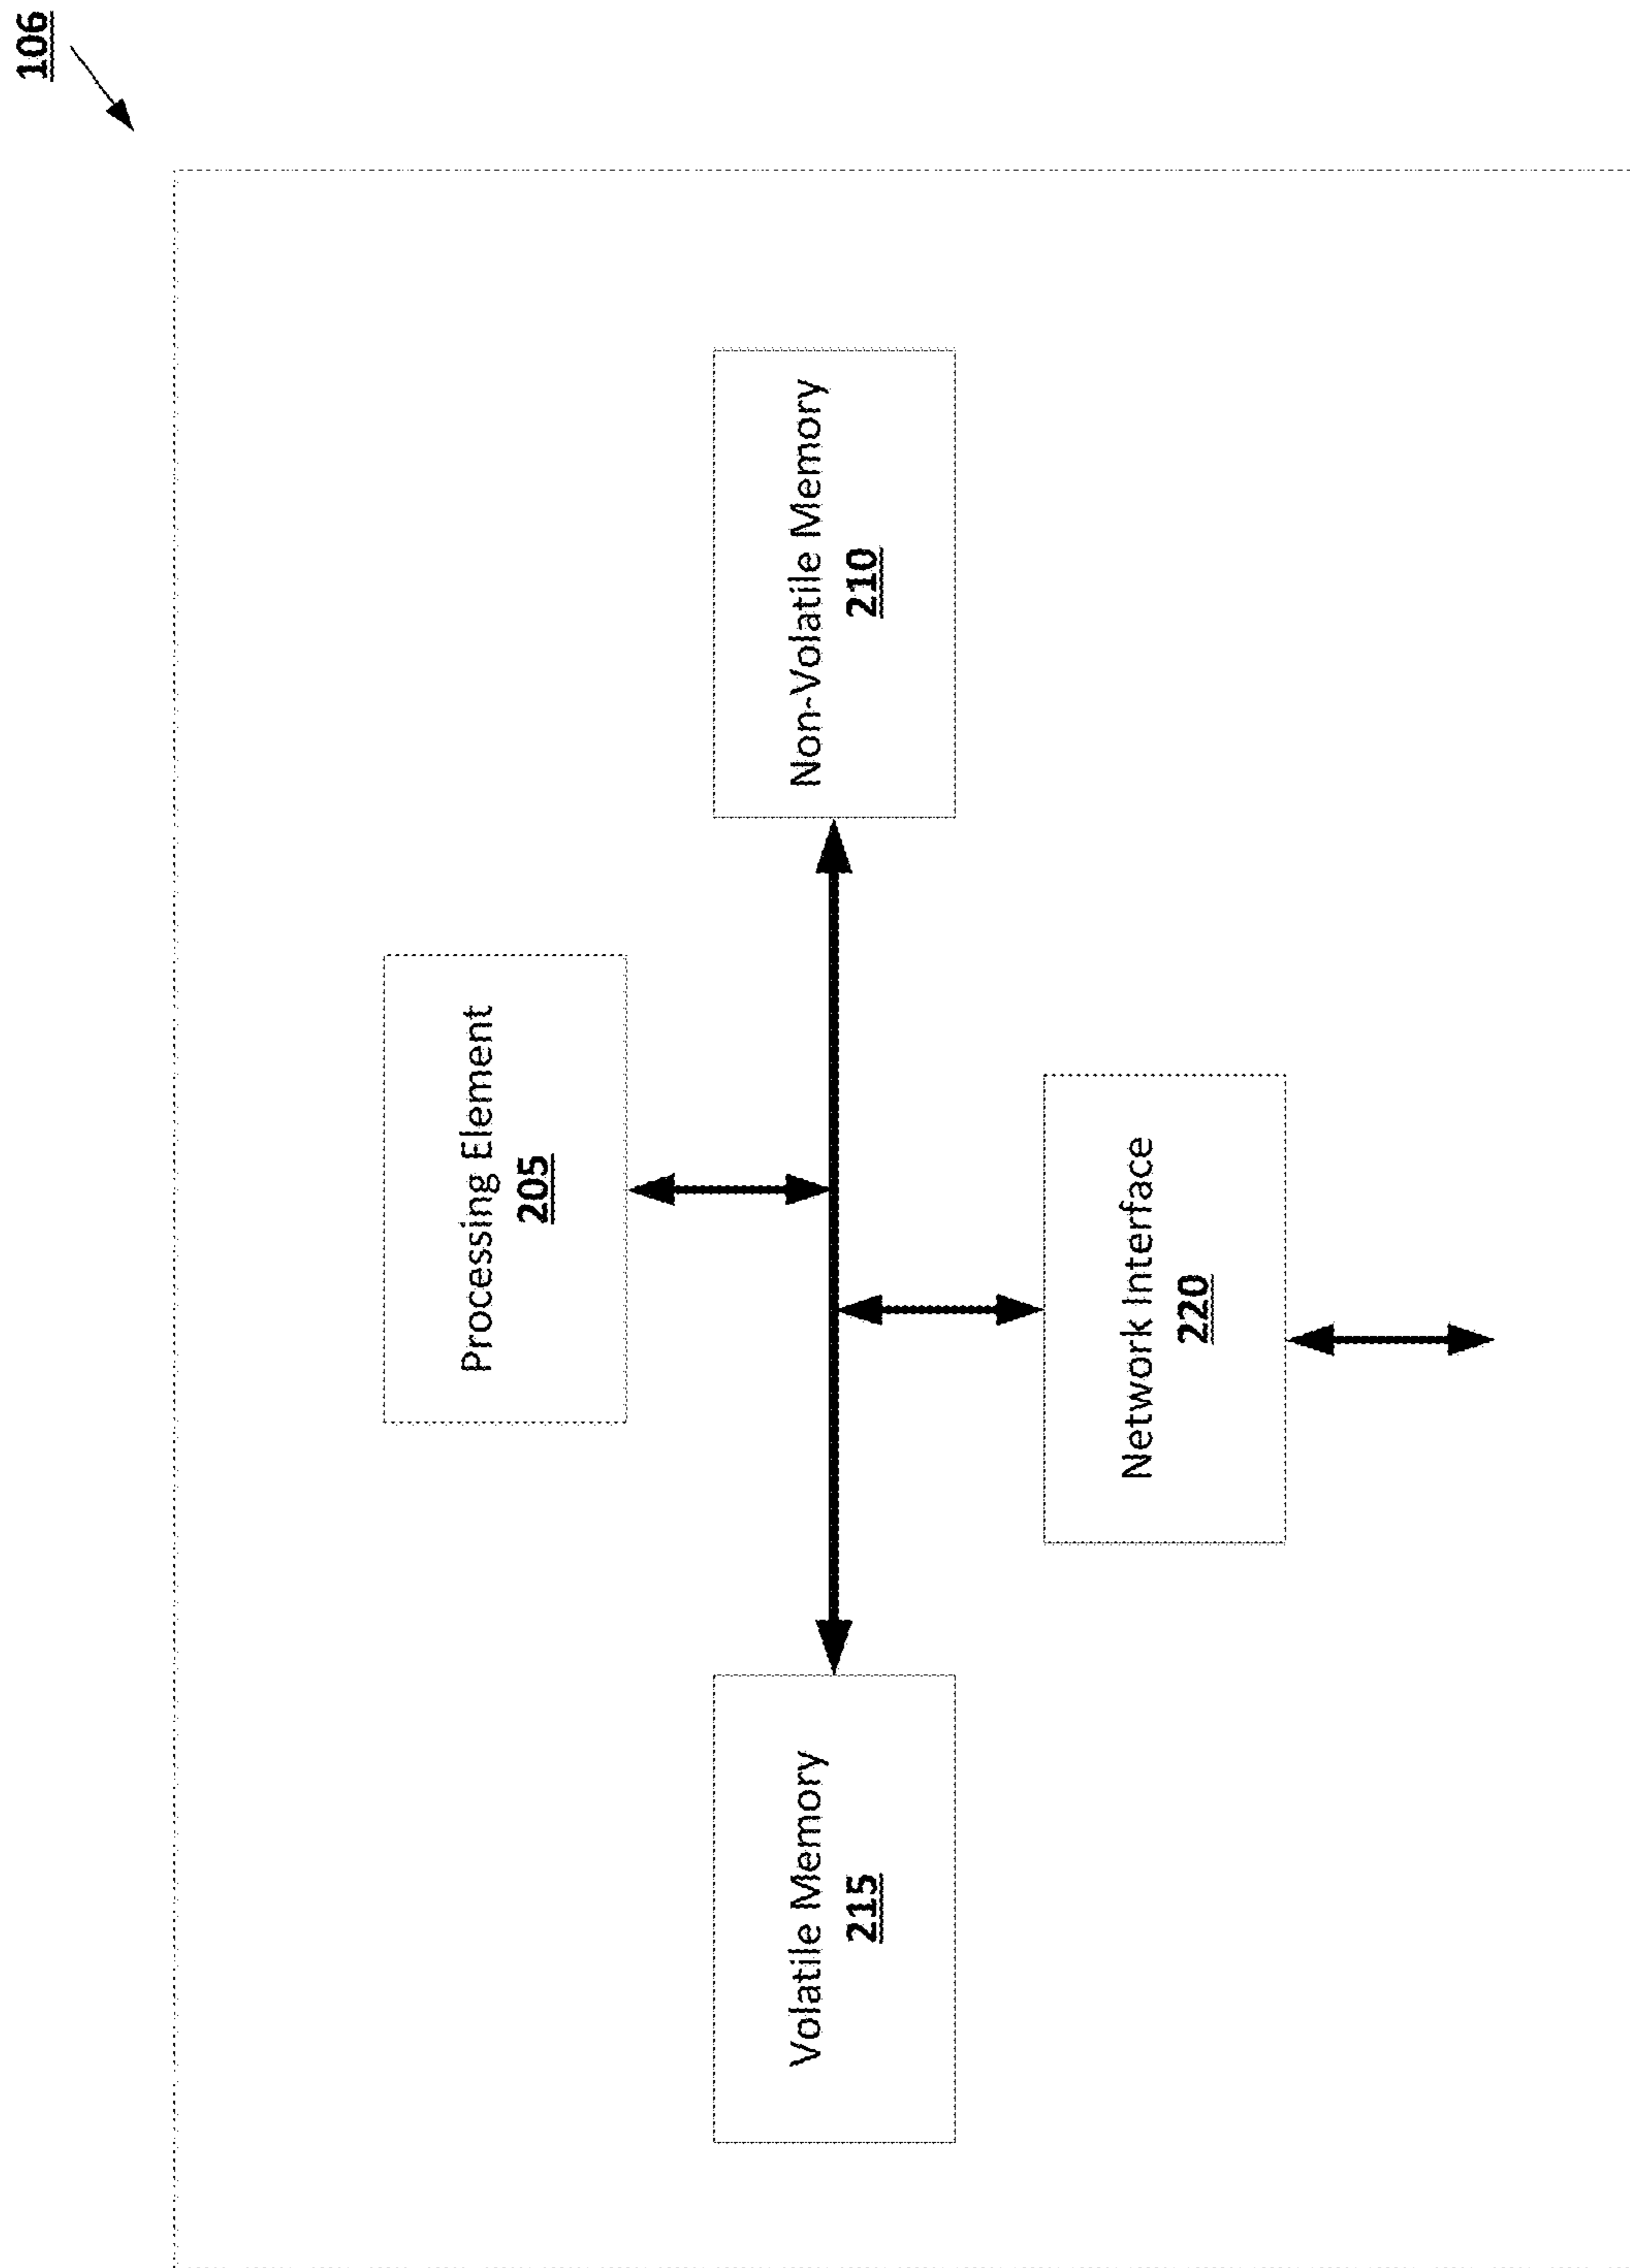 106
Processing Element
205
Volatile Memory
215
Non-Volatile Memory
210
Network Interface
220